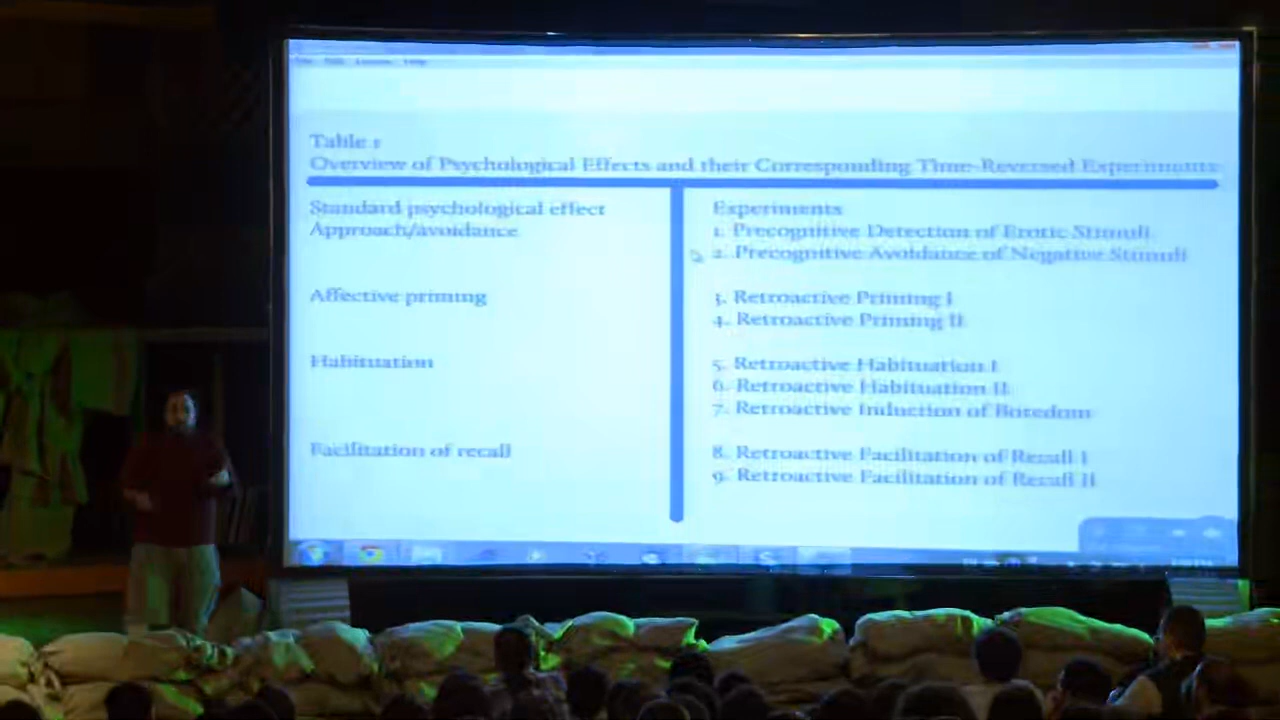 Table 1
Overview of Psychological Effects and their Corresponding Time-Reversed Experiments
Standard psychological effect
Approach/avoidance
Affective priming
Habituation
Facilitation of recall
Experiments
1. Precognitive Detection of Erotic Stimuli
2. Precognitive Avoidance of Negative Stimuli
3. Retroactive Priming I
4. Retroactive Priming II
5. Retroactive Habituation I
6. Retroactive Habituation II
7. Retroactive Induction of Boredom
8. Retroactive Facilitation of Recall I
9. Retroactive Facilitation of Recall II